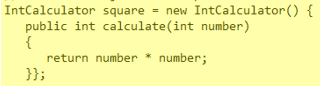 IntCalculator square = new IntCalculator() {
   public int calculate(int number)
   {
      return number * number;
   }};